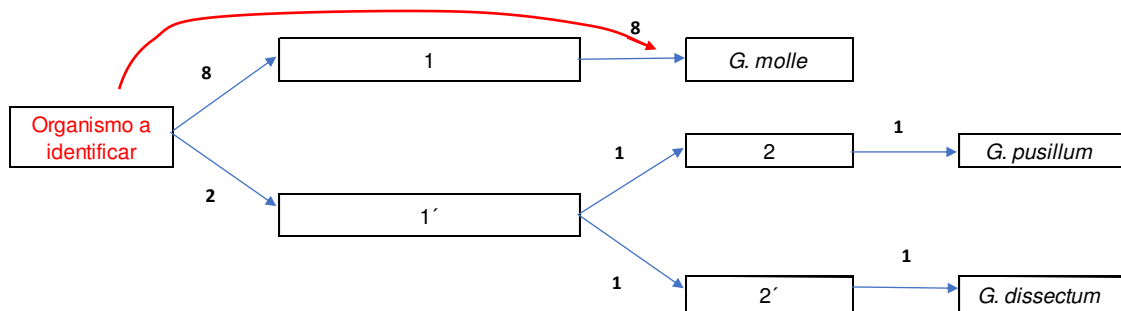 8
1
8
G. molle
Organismo a
identificar
2
1´
1
2
1
G. pusillum
1
2´
1
G. dissectum